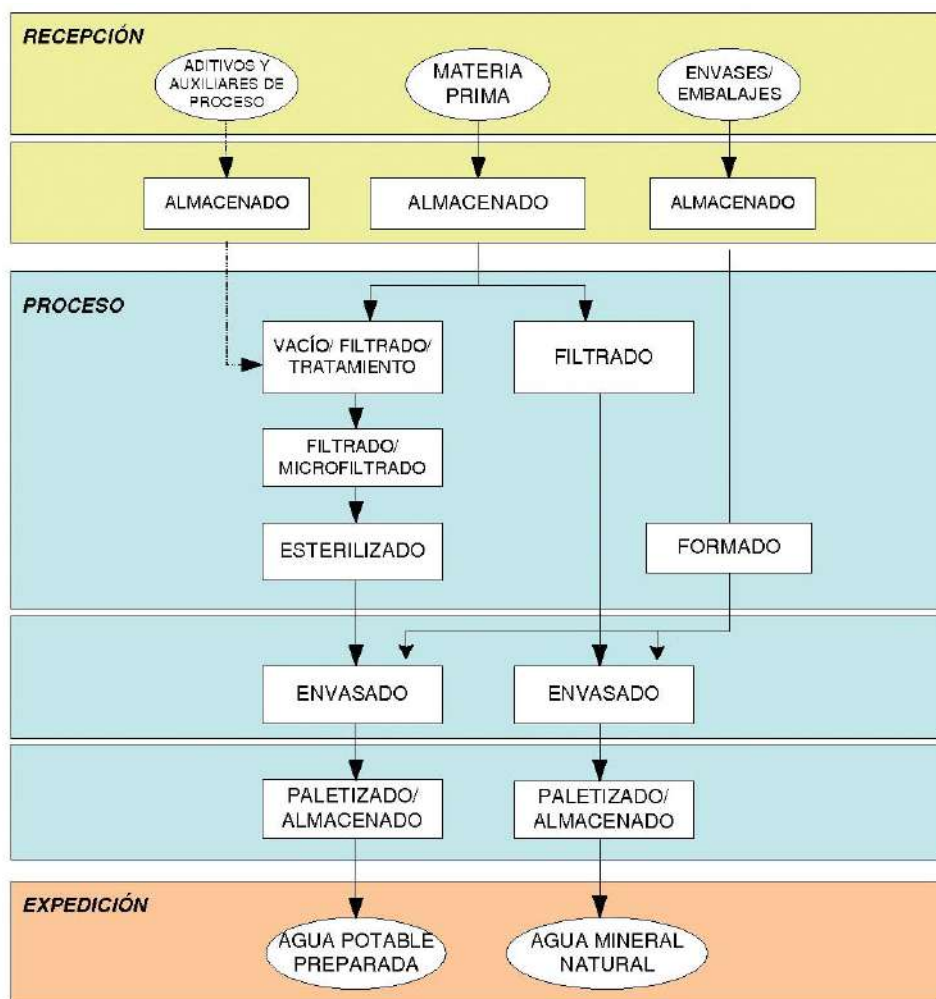 RECEPCIÓN
ADITIVOS Y
AUXILIARES DE
PROCESO
MATERIA
PRIMA
ENVASES/
EMBALAJES
ALMACENADO
ALMACENADO
ALMACENADO
PROCESO
VACÍO/ FILTRADO/
TRATAMIENTO
FILTRADO
FILTRADO/
MICROFILTRADO
ESTERILIZADO
FORMADO
ENVASADO
ENVASADO
PALETIZADO/
ALMACENADO
PALETIZADO/
ALMACENADO
EXPEDICIÓN
AGUA POTABLE
PREPARADA
AGUA MINERAL
NATURAL